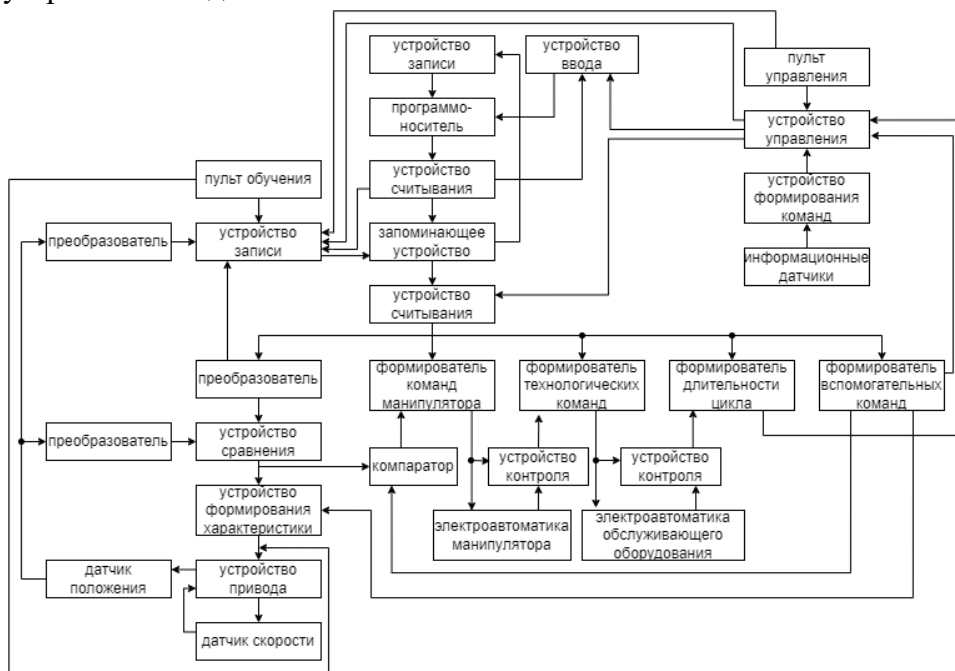 устройство
записи
устройство
ввода
пульт
управления
программо-
носитель
устройство
управления
пульт обучения
устройство
считывания
устройство
формирования
команд
преобразователь
устройство
записи
запоминающее
устройство
информационные
датчики
устройство
считывания
преобразователь
формирователь
команд
манипулятора
формирователь
технологических
команд
формирователь
длительности
цикла
формирователь
вспомогательных
команд
преобразователь
устройство
сравнения
компаратор
устройство
контроля
устройство
контроля
устройство
формирования
характеристики
электроавтоматика
манипулятора
электроавтоматика
обслуживающего
оборудования
датчик
положения
устройство
привода
датчик скорости